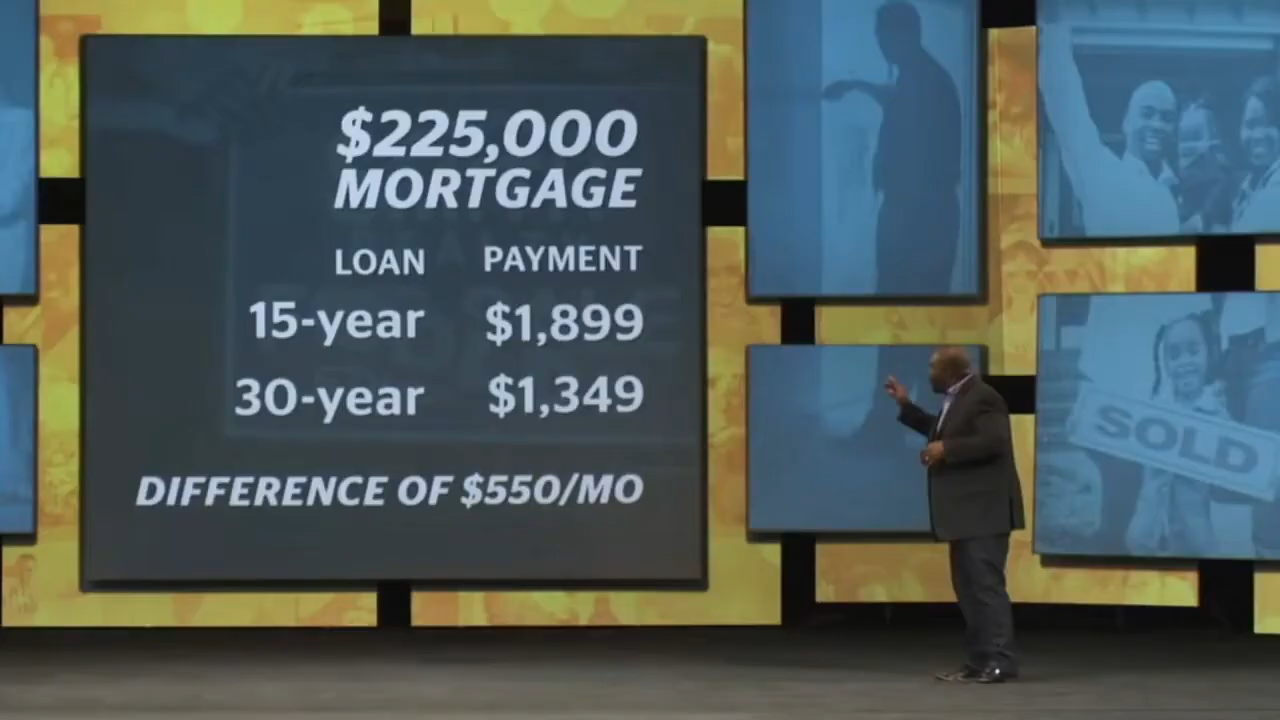 $225,000
MORTGAGE
LOAN PAYMENT
15-year $1,899
30-year $1,349
DIFFERENCE OF $550/MO
SOLD